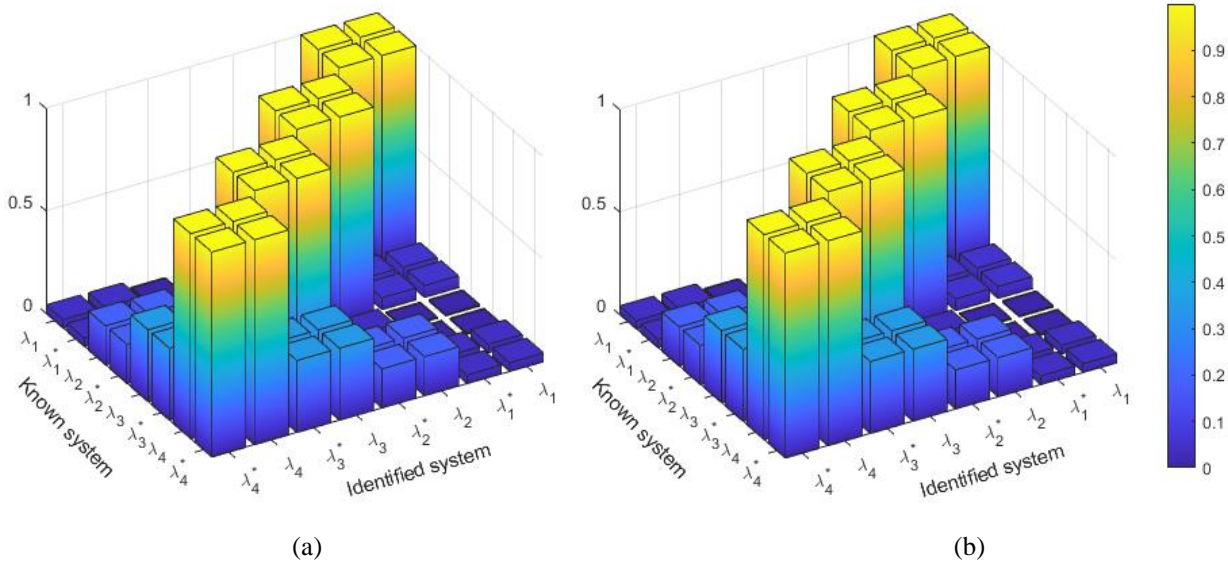 1
0.5
0
λ1
λ1*
λ2
λ2*
λ3
λ3*
λ4
λ4*
Known system
λ4*
λ4
λ3*
λ3
λ2*
λ2
λ1*
λ1
Identified system
(a)
1
0.5
0
λ1
λ1*
λ2
λ2*
λ3
λ3*
λ4
λ4*
Known system
λ4*
λ4
λ3*
λ3
λ2*
λ2
λ1*
λ1
Identified system
(b)
0.9
0.8
0.7
0.6
0.5
0.4
0.3
0.2
0.1
0